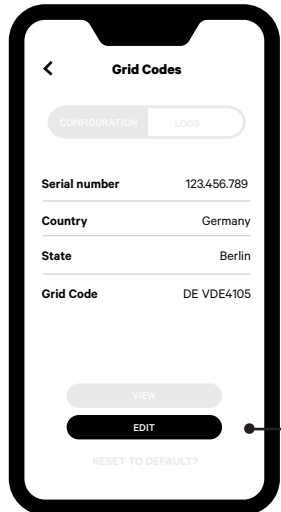 Grid Codes
CONFIGURATION LOGS
Serial number 123.456.789
Country Germany
State Berlin
Grid Code DE VDE4105
VIEW
EDIT
RESET TO DEFAULT?